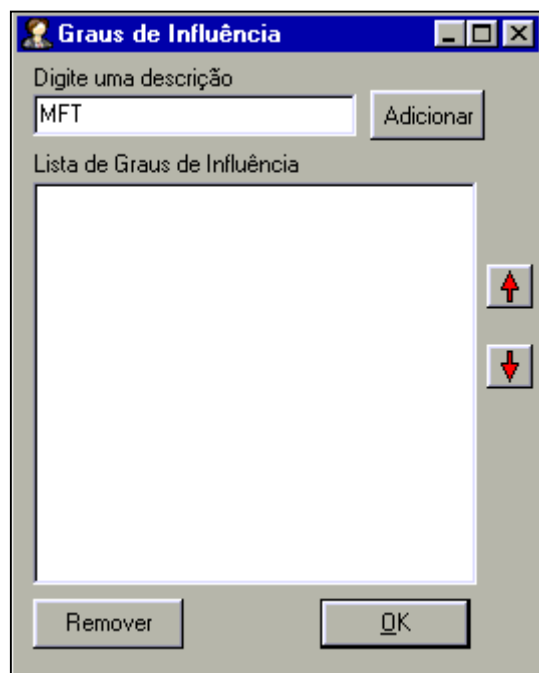 Graus de Influência
Digite uma descrição
MFT
Adicionar
Lista de Graus de Influência
Remover
OK